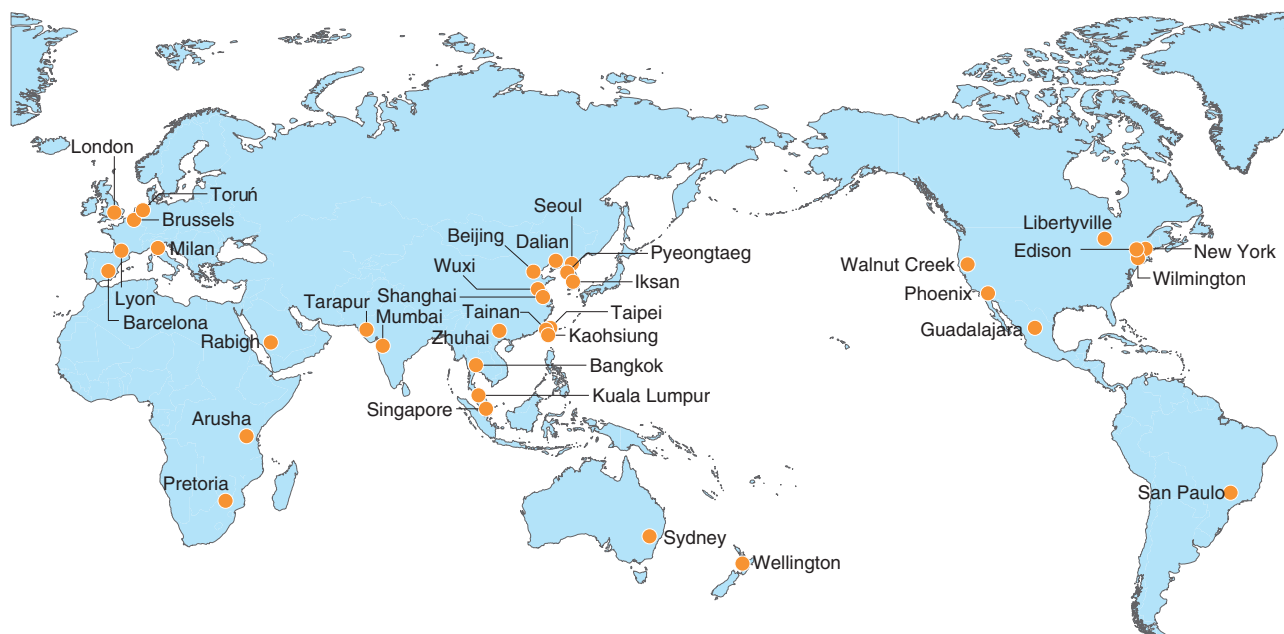 London
Toruń
Brussels
Milan
Lyon
Barcelona
Rabigh
Arusha
Pretoria
Seoul
Beijing
Dalian
Pyeongtaeg
Wuxi
Iksan
Shanghai
Tarapur
Mumbai
Tainan
Taipei
Zhuhai
Kaohsiung
Bangkok
Kuala Lumpur
Singapore
Sydney
Wellington
Libertyville
Edison
New York
Walnut Creek
Wilmington
Phoenix
Guadalajara
San Paulo